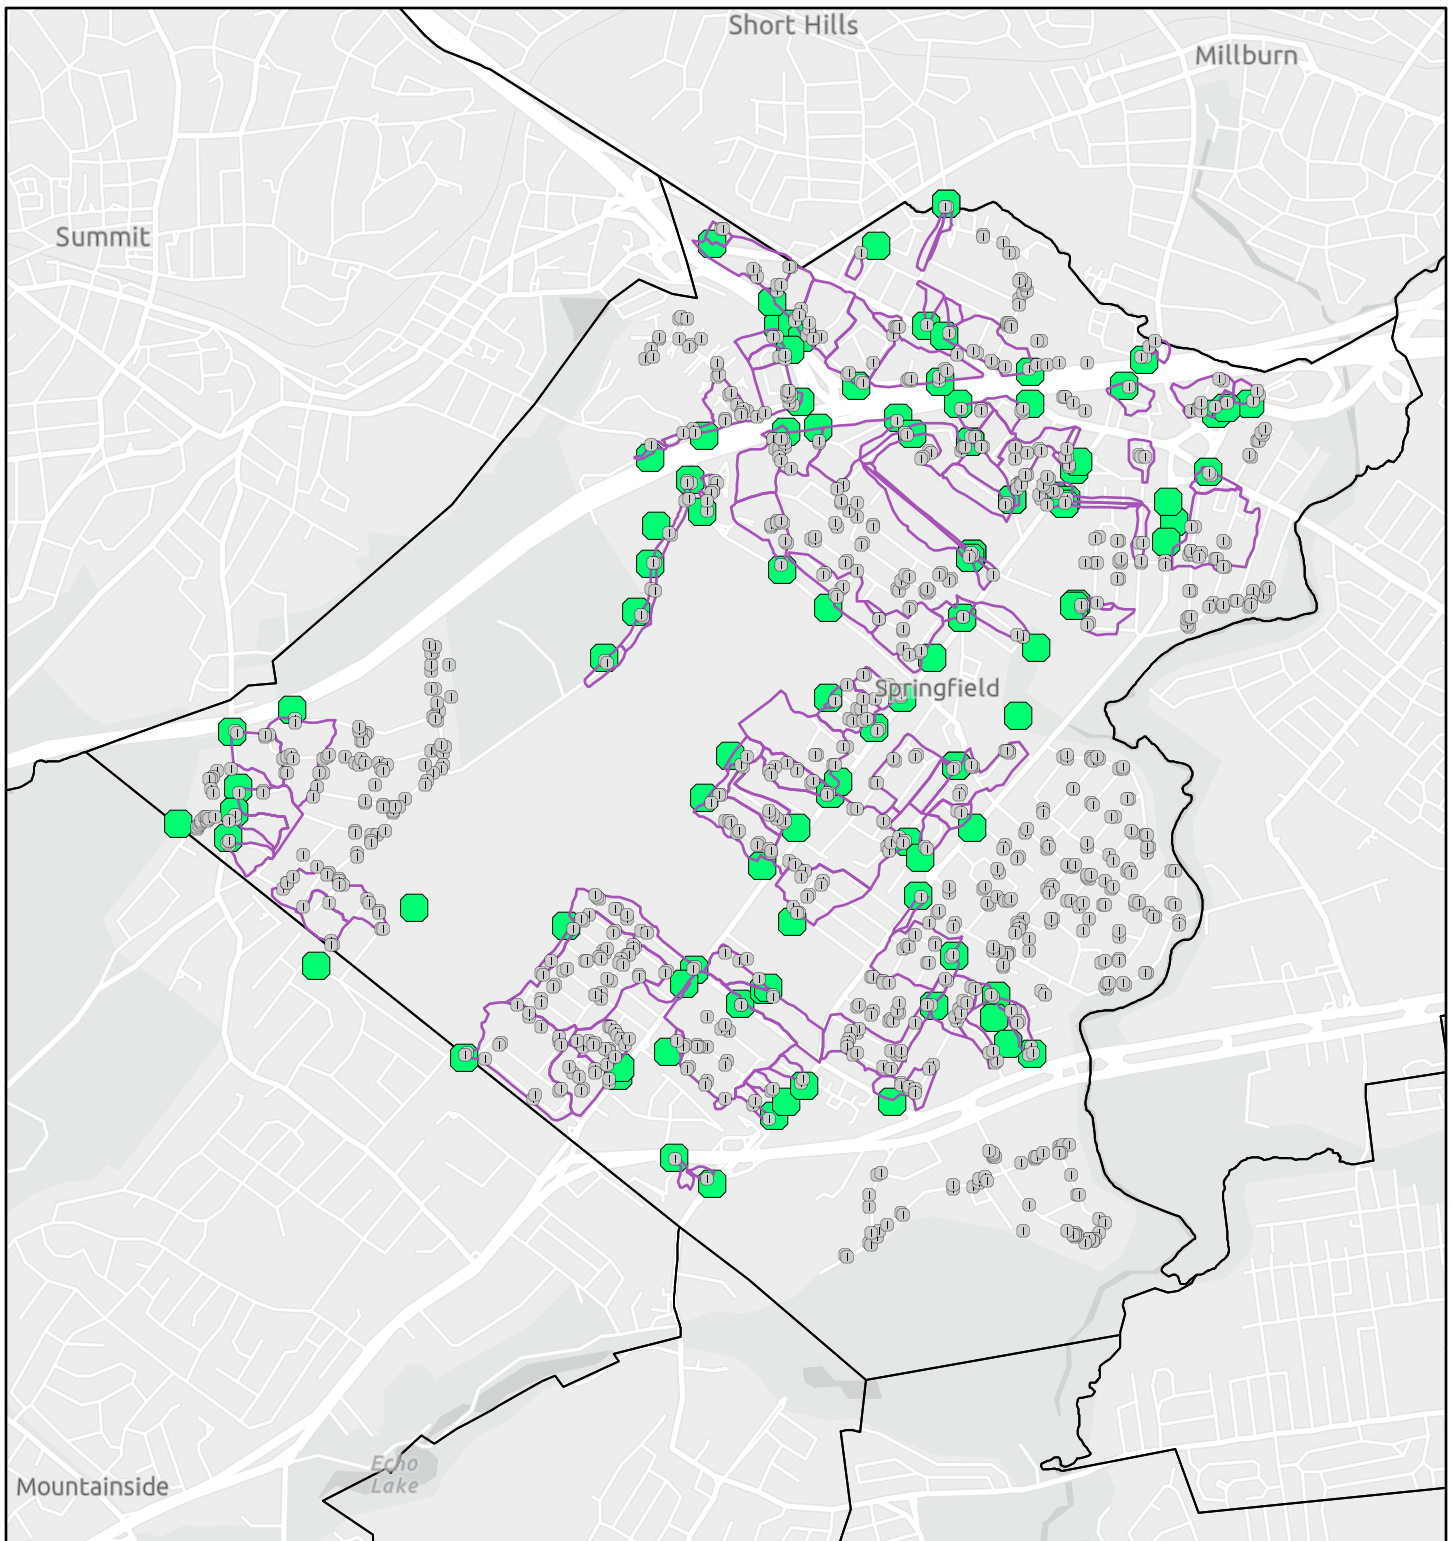 Short Hills
Millburn
Summit
Springfield
Echo
Lake
Mountainside